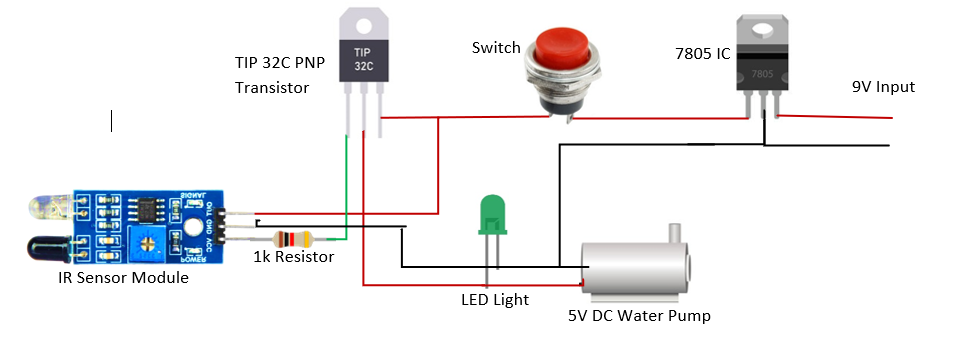 Switch
TIP 32C PNP
Transistor
TIP
32C
7805 IC
7805
9V Input
SIGNAL
OUT
GND
VCC
POWER
1k Resistor
IR Sensor Module
LED Light
5V DC Water Pump